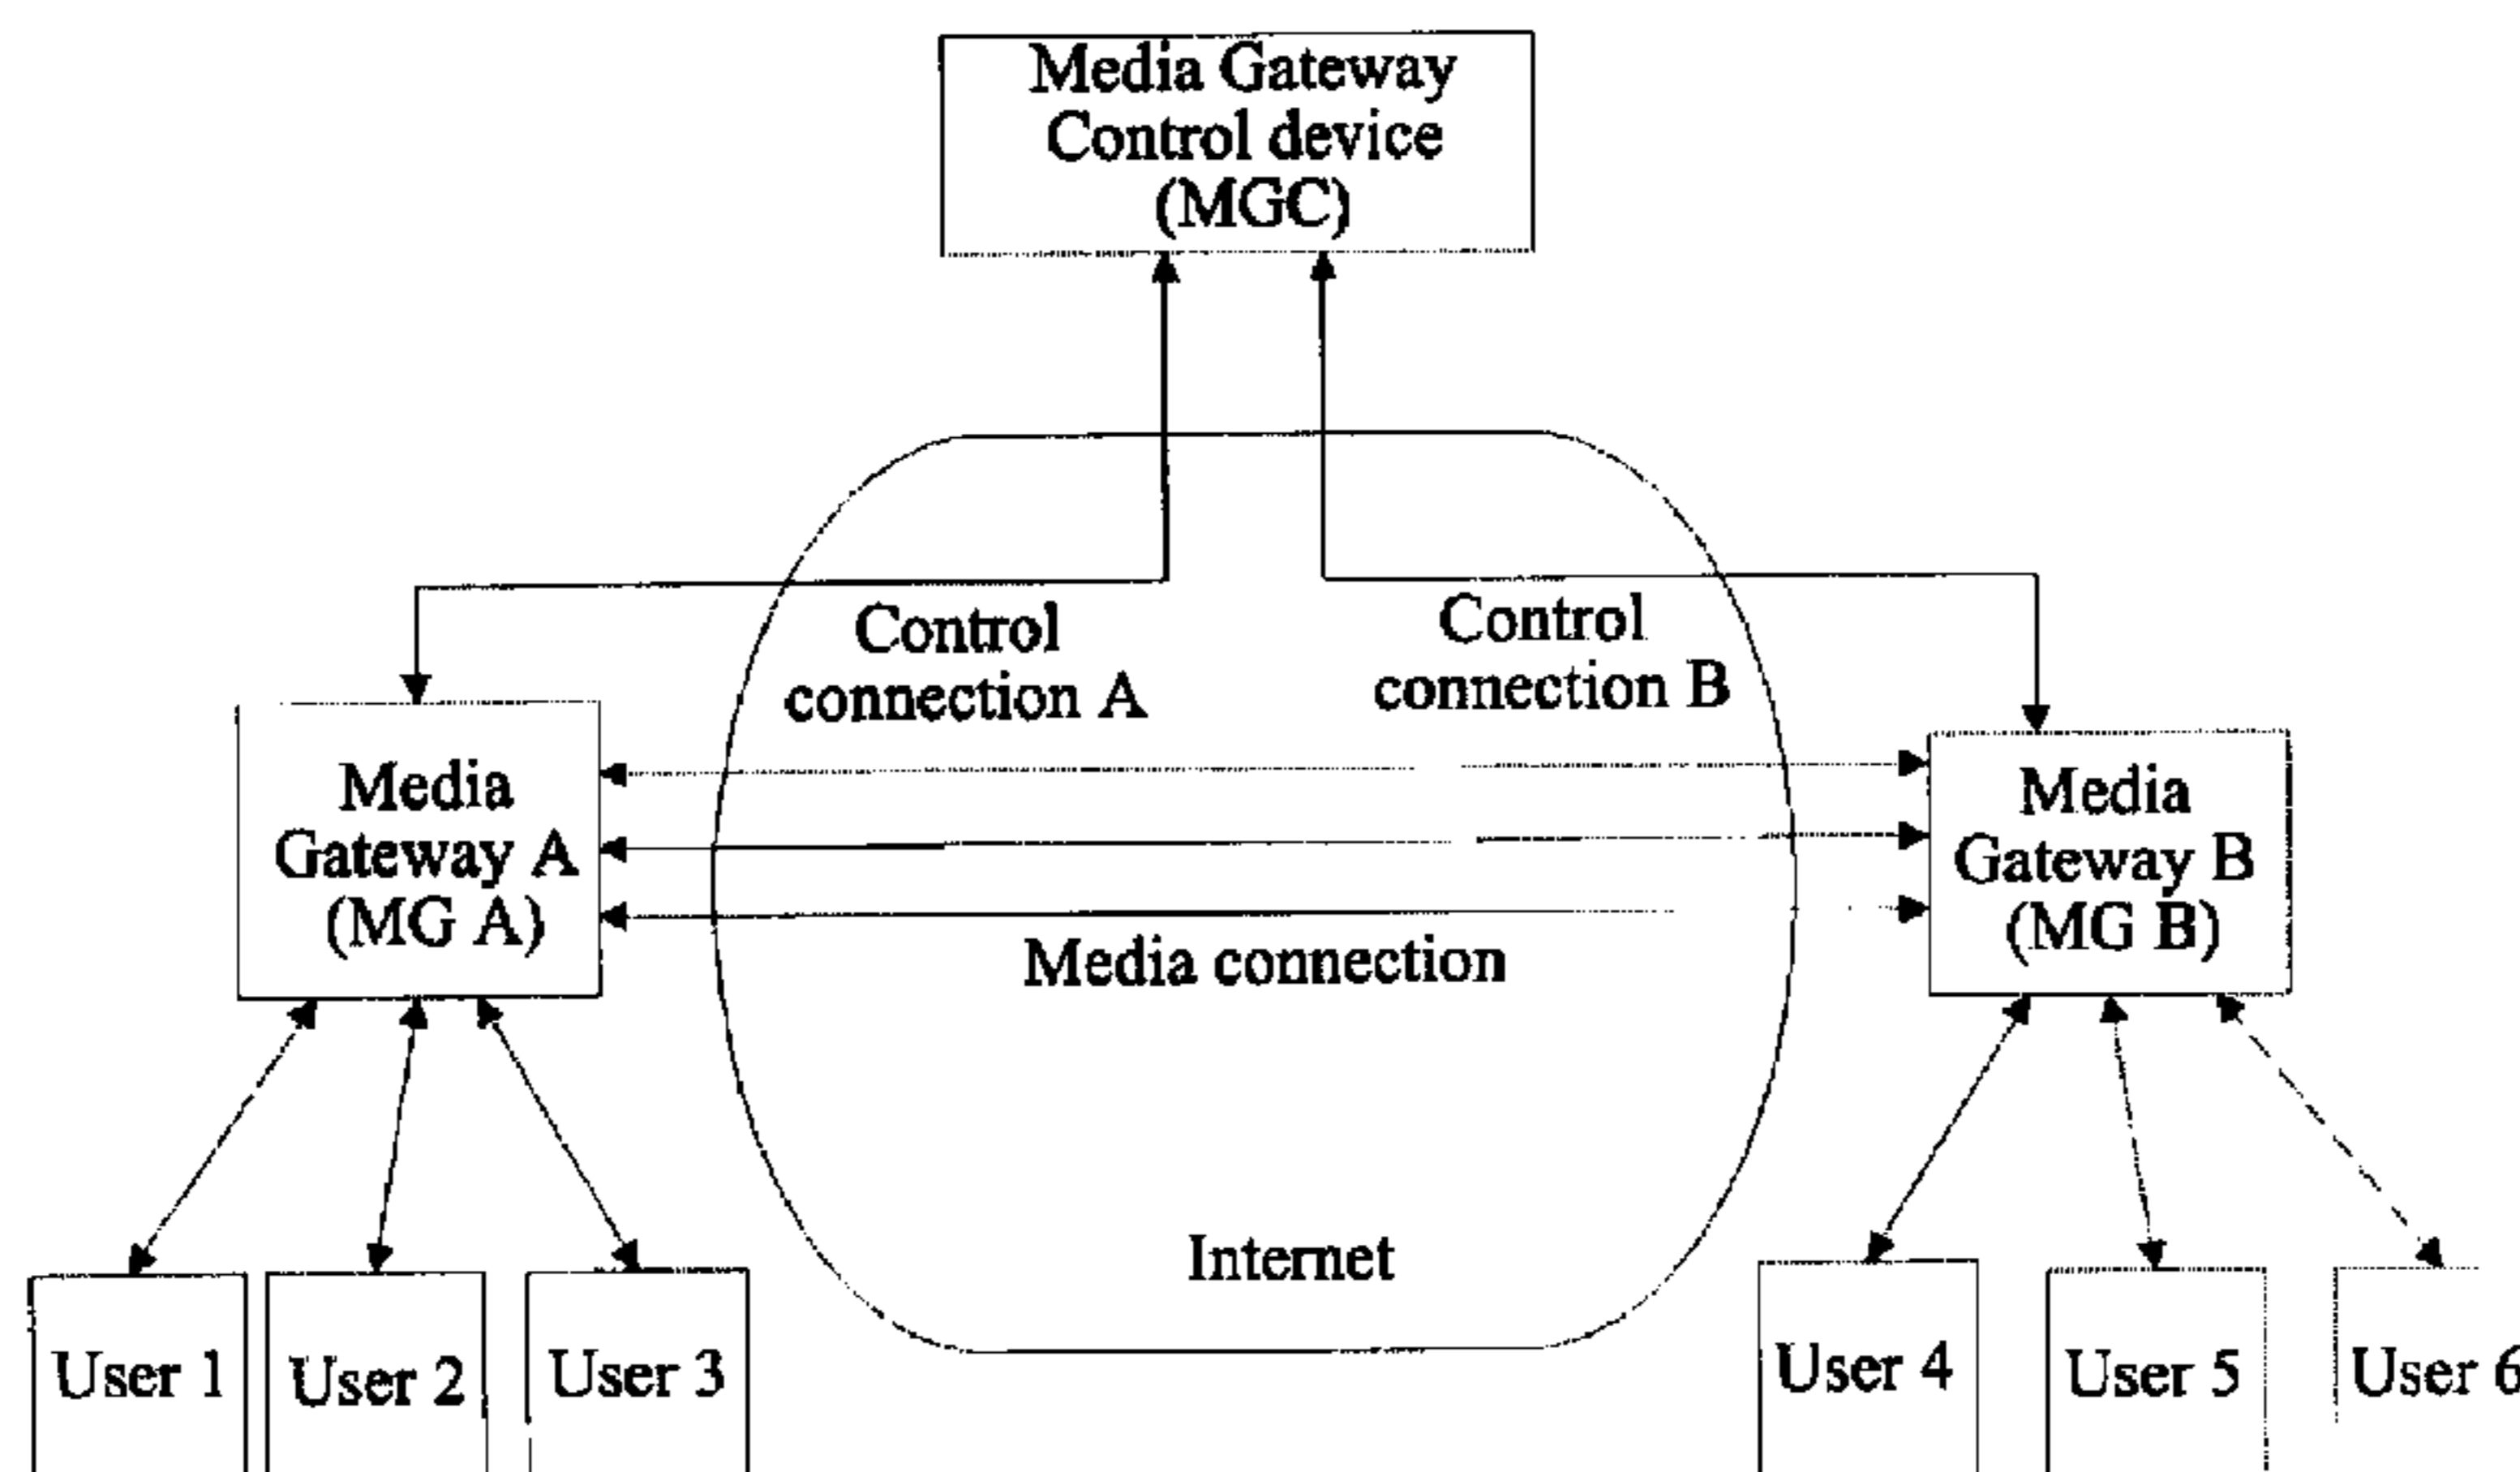 Media Gateway
Control device
(MGC)
Control
connection A
Control
connection B
Media
Gateway A
(MG A)
Media
Gateway B
(MG B)
Media connection
Internet
User 1
User 2
User 3
User 4
User 5
User 6